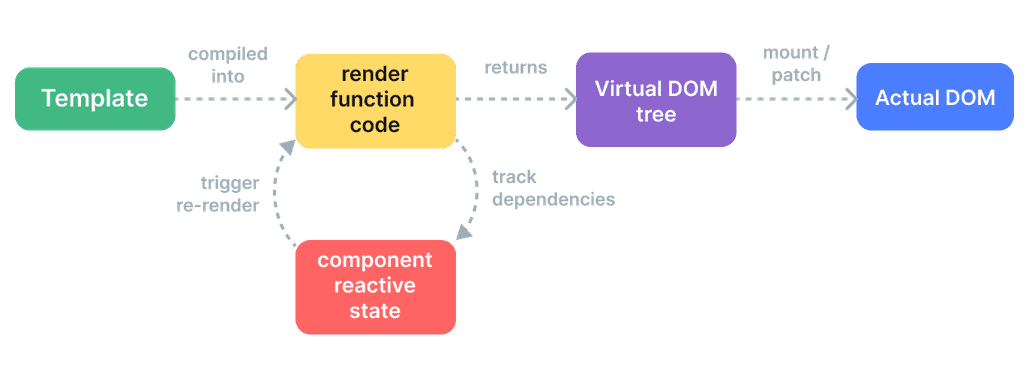 Template
compiled
into
render
function
code
returns
Virtual DOM
tree
mount /
patch
Actual DOM
trigger
re-render
track
dependencies
component
reactive
state